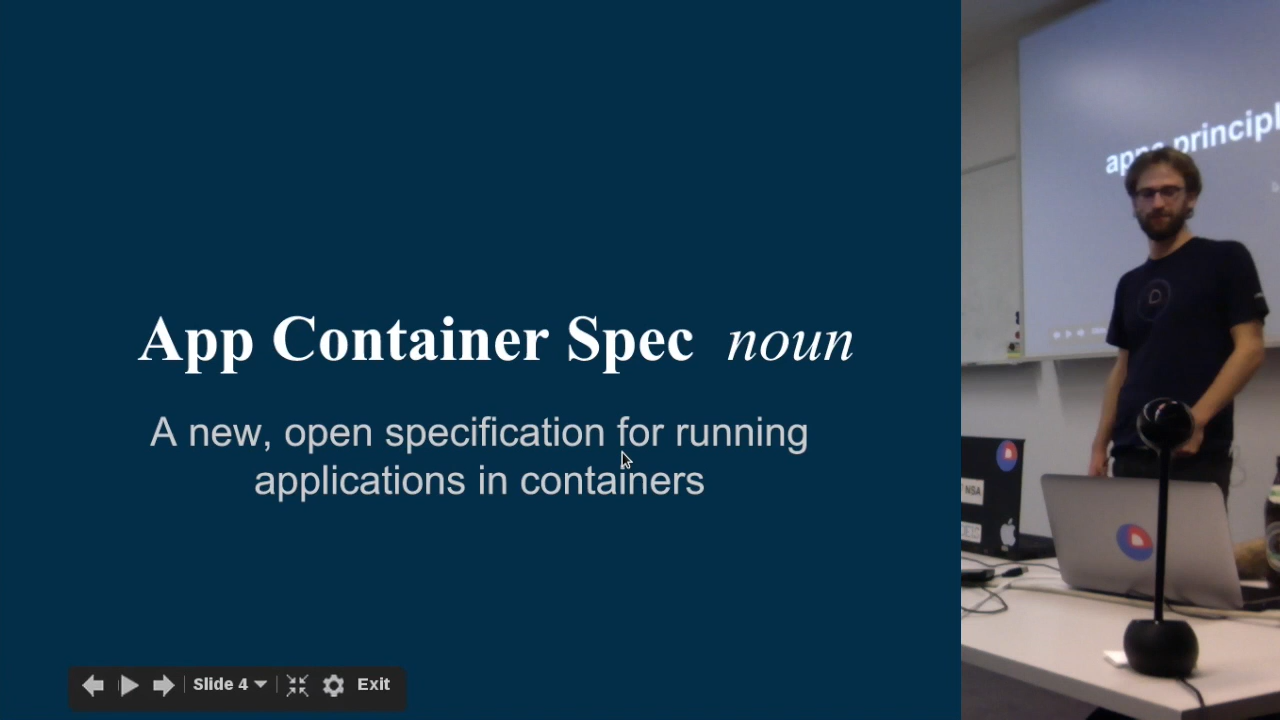 App Container Spec noun
A new, open specification for running
applications in containers
Slide 4
Exit
NSA